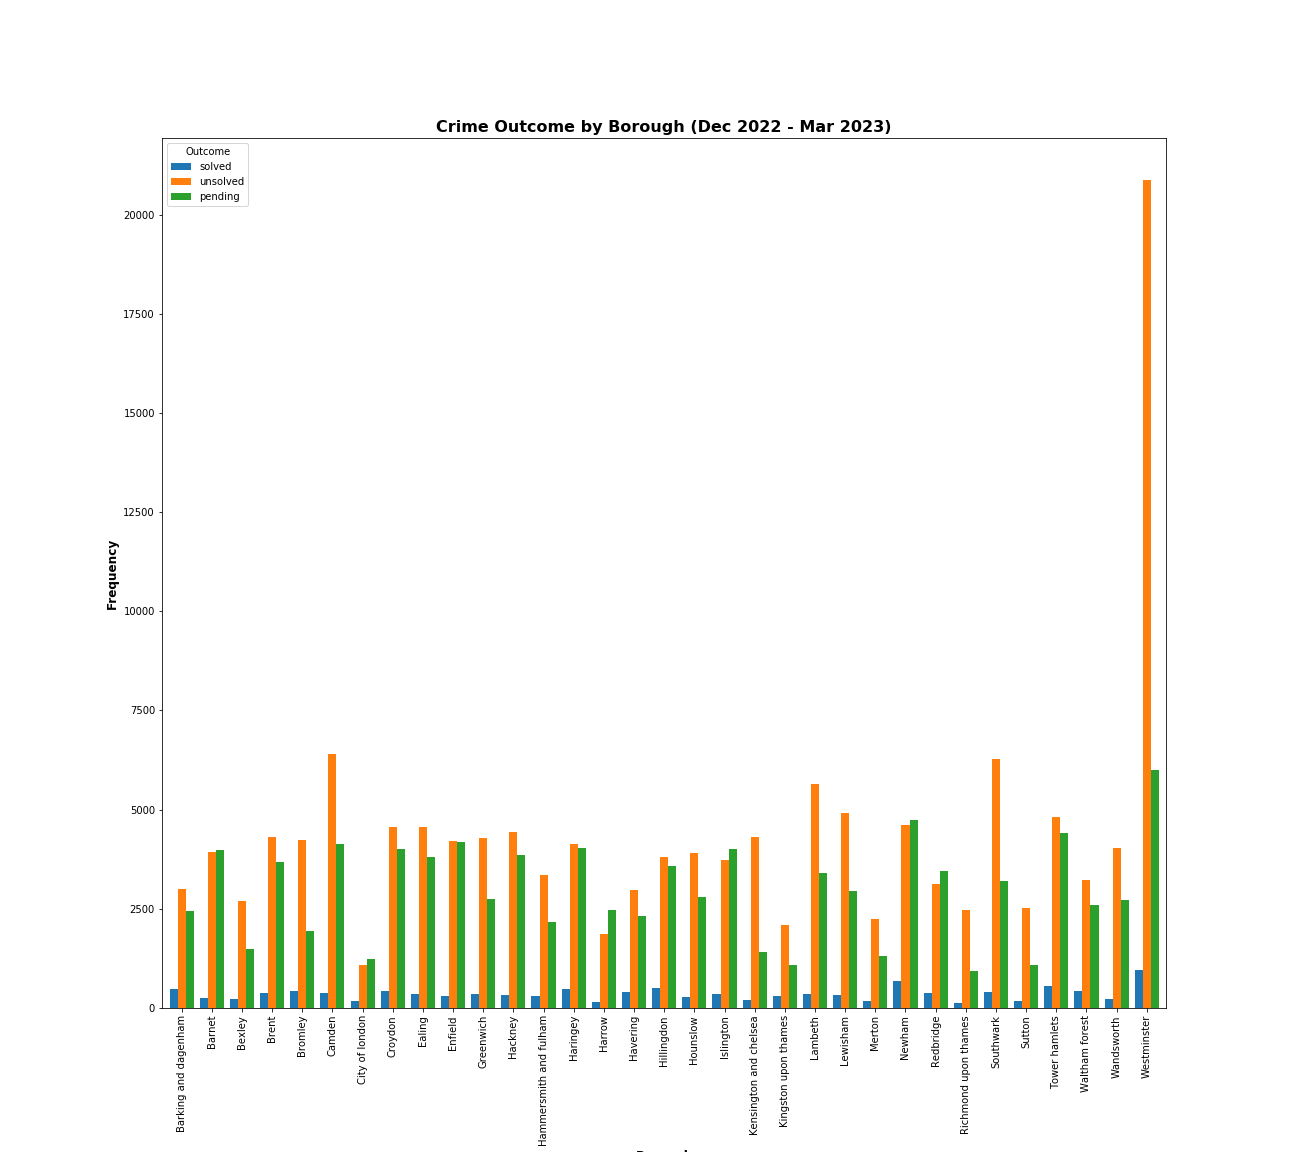 Crime Outcome by Borough (Dec 2022 - Mar 2023)
Outcome
solved
unsolved
pending
20000
17500
15000
12500
10000
7500
5000
2500
0
Frequency
Barking and dagenham
Barnet
Bexley
Brent
Bromley
Camden
City of london
Croydon
Ealing
Enfield
Greenwich
Hackney
Hammersmith and fulham
Haringey
Harrow
Havering
Hillingdon
Hounslow
Islington
Kensington and chelsea
Kingston upon thames
Lambeth
Lewisham
Merton
Newham
Redbridge
Richmond upon thames
Southwark
Sutton
Tower hamlets
Waltham forest
Wandsworth
Westminster